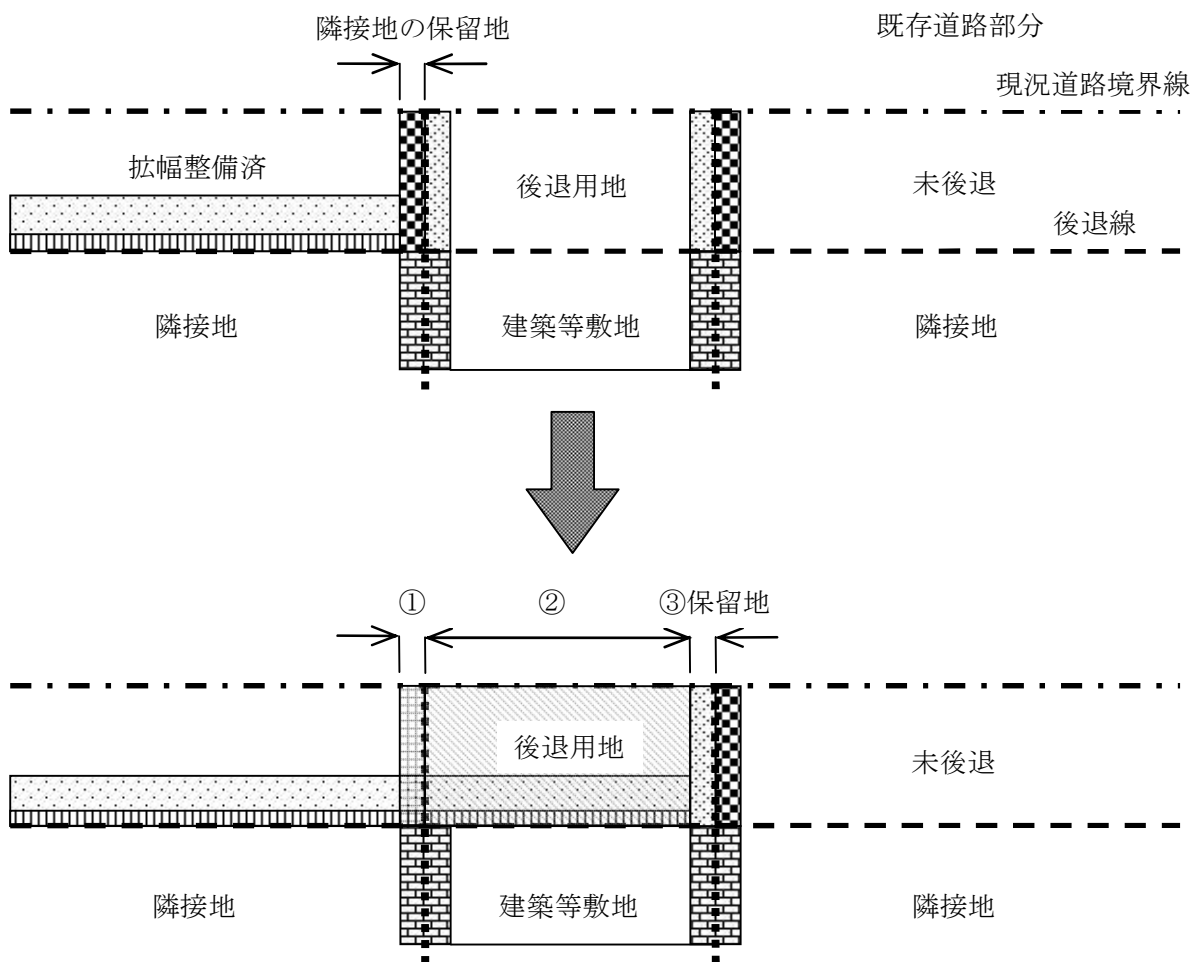 隣接地の保留地
既存道路部分
現況道路境界線
拡幅整備済
後退用地
未後退
後退線
隣接地
建築等敷地
隣接地
①
②
③保留地
後退用地
未後退
隣接地
建築等敷地
隣接地